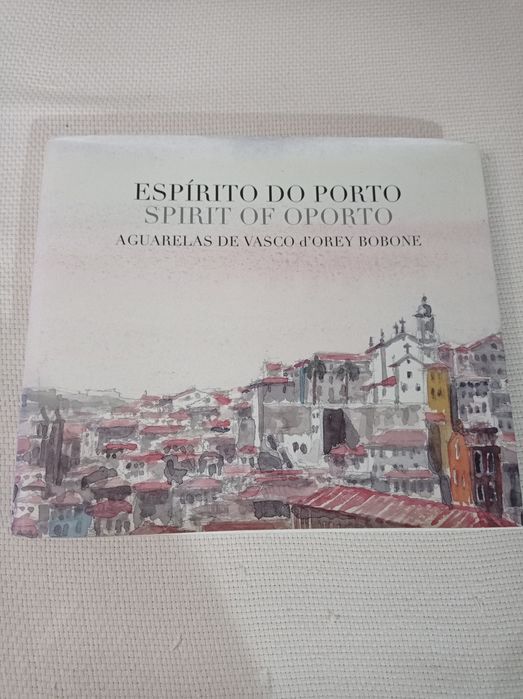 ESPÍRITO DO PORTO
SPIRIT OF OPORTO
AGUARELAS DE VASCO d'OREY BOBONE